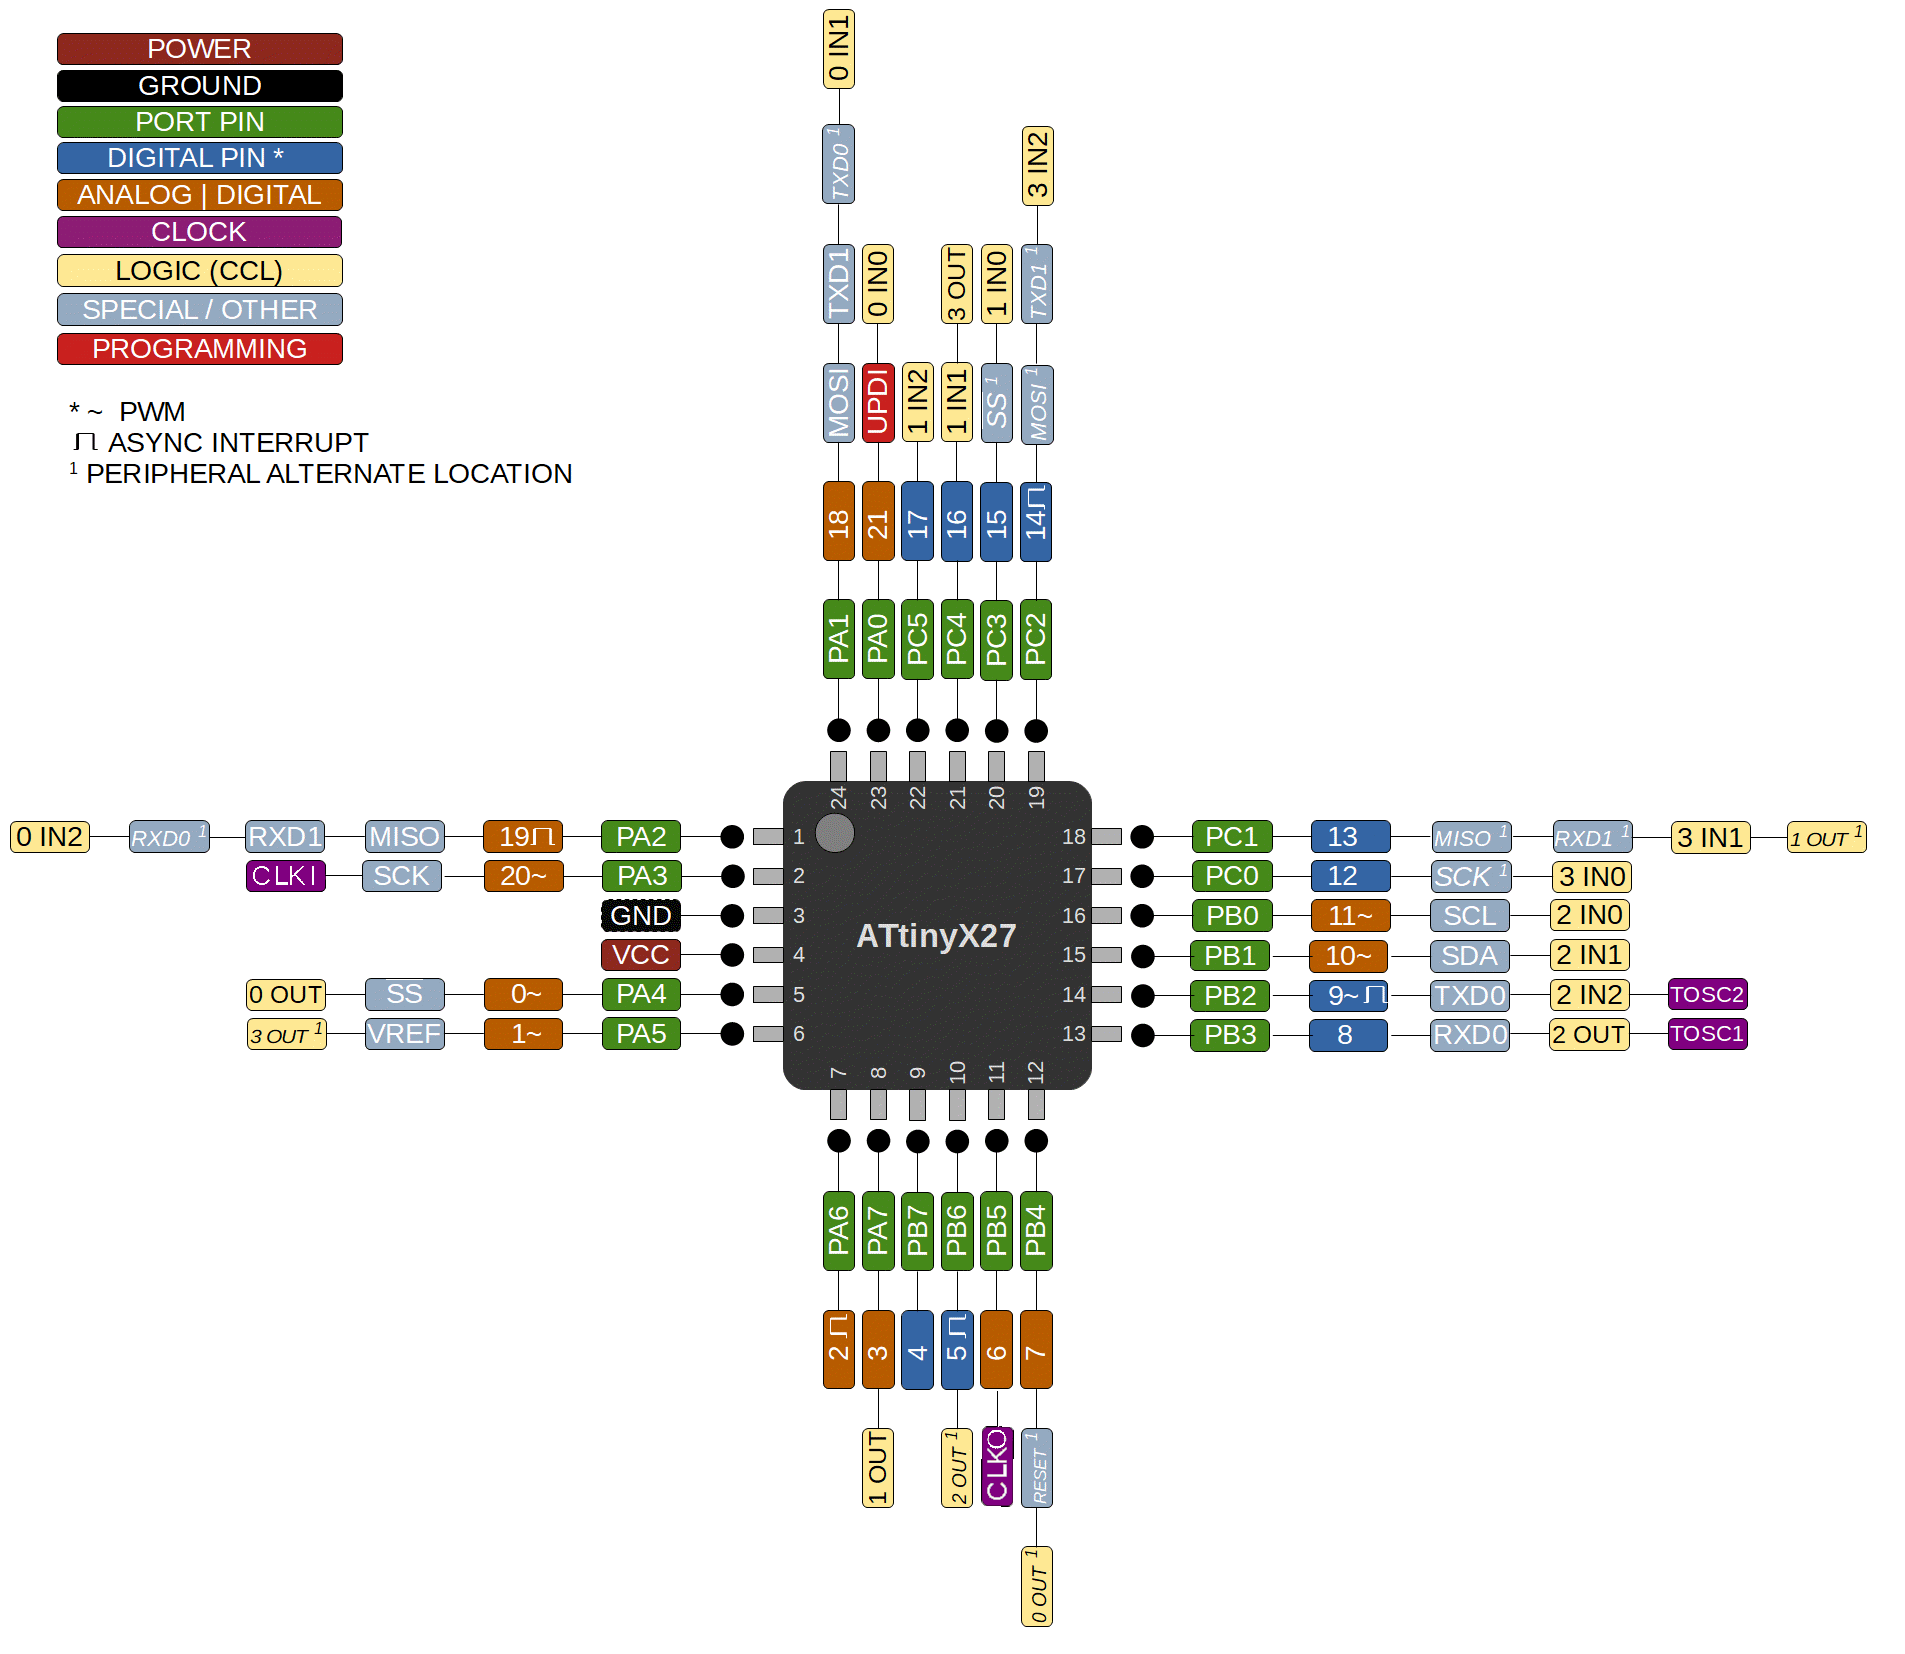 POWER
GROUND
PORT PIN
DIGITAL PIN *
ANALOG | DIGITAL
CLOCK
LOGIC (CCL)
SPECIAL / OTHER
PROGRAMMING
* ~ PWM
ASYNC INTERRUPT
1 PERIPHERAL ALTERNATE LOCATION
0 IN1
TXD0 1
TXD1
MOSI
18
PA1
24
0 IN0
UPDI
21
PA0
23
1 IN2
17
PC5
22
3 OUT
1 IN1
16
PC4
21
1 IN0
SS 1
15
PC3
20
3 IN2
TXD1 1
MOSI 1
14
PC2
19
0 IN2 RXD0 1 RXD1 MISO 19 PA2 1
CLKI SCK 20~ PA3 2
GND 3
VCC 4
0 OUT SS 0~ PA4 5
3 OUT 1 VREF 1~ PA5 6
ATtinyX27
18 PC1 13 MISO 1 RXD1 1 3 IN1 1 OUT 1
17 PC0 12 SCK 1 3 IN0
16 PB0 11~ SCL 2 IN0
15 PB1 10~ SDA 2 IN1
14 PB2 9~ TXD0 2 IN2 TOSC2
13 PB3 8 RXD0 2 OUT TOSC1
7
PA6
2
8
PA7
3
1 OUT
9
PB7
4
10
PB6
5
2 OUT 1
11
PB5
6
CLKO
12
PB4
7
RESET 1
0 OUT 1